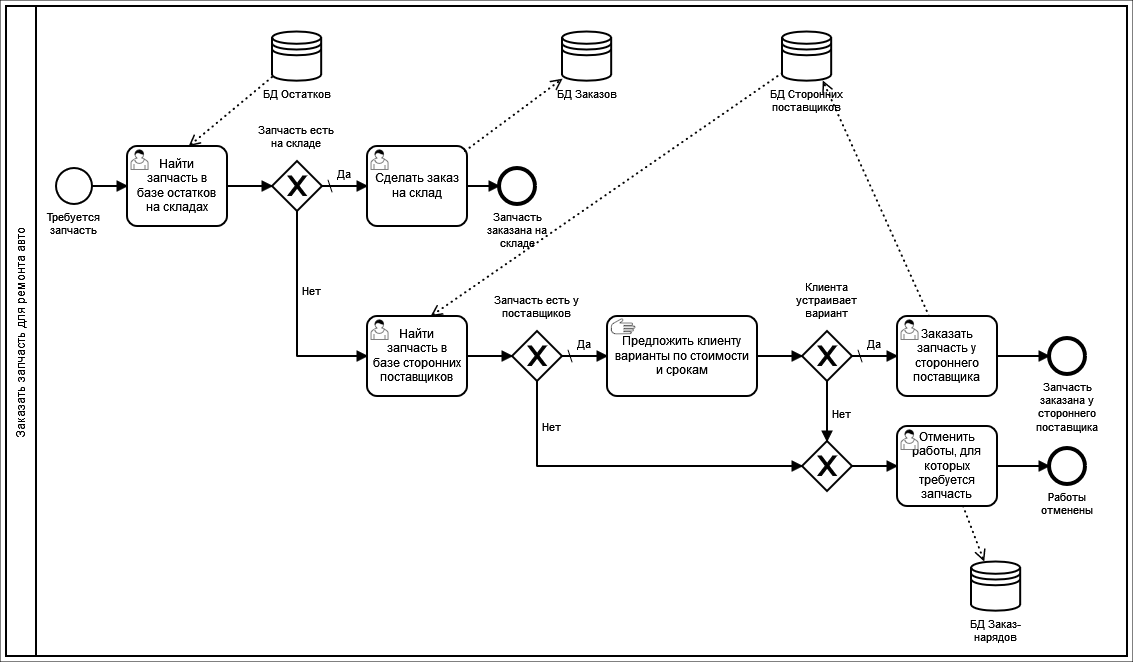 Заказать запчасть для ремонта авто
БД Остатков
БД Заказов
БД Сторонних
поставщиков
Требуется
запчасть
Найти
запчасть в
базе остатков
на складах
Запчасть есть
на складе
Да
Сделать заказ
на склад
Запчасть
заказана на
складе
Нет
Найти
запчасть в
базе сторонних
поставщиков
Запчасть есть у
поставщиков
Да
Предложить клиенту
варианты по стоимости
и срокам
Клиента
устраивает
вариант
Да
Заказать
запчасть у
стороннего
поставщика
Запчасть
заказана у
стороннего
поставщика
Нет
Нет
Отменить
работы, для
которых
требуется
запчасть
Работы
отменены
БД Заказ-
нарядов